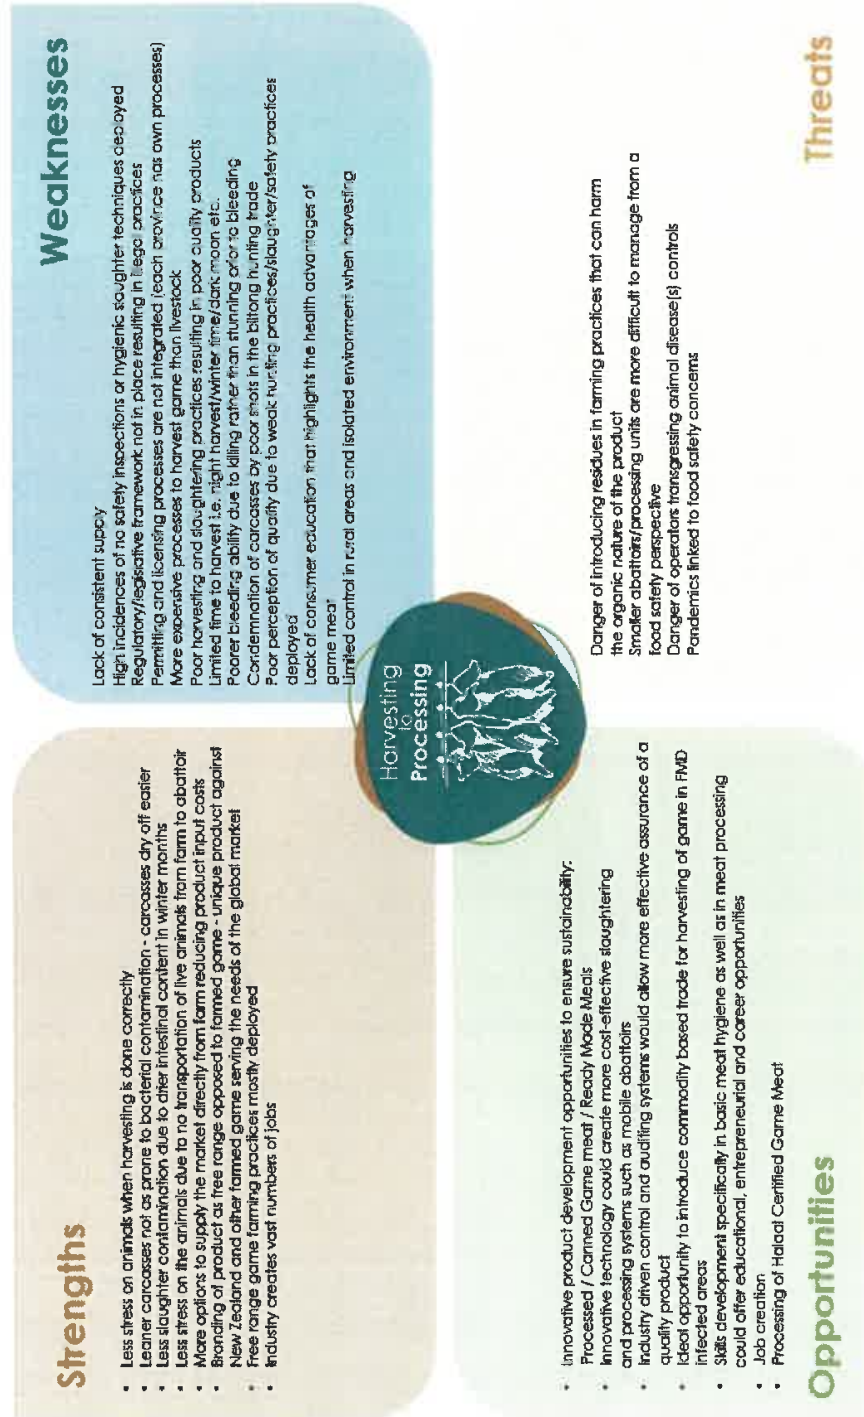 Strengths
• Less stress on animals when harvesting is done correctly
• Leaner carcasses not as prone to bacterial contamination - carcasses dry off easier
• Less slaughter contamination due to drier intestinal content in winter months
• Less stress on the animals due to no transportation of live animals from farm to abattoir
• More options to supply the market directly from farm reducing product input costs
• Branding of product as free range opposed to farmed game - unique product against
New Zealand and other farmed game serving the needs of the global market
• Free range game farming practices mostly deployed
• Industry creates vast numbers of jobs
Weaknesses
Lack of consistent supply
High incidences of no safety inspections or hygienic slaughter techniques deployed
Regulatory/legislative framework not in place resulting in illegal practices
Permitting and licensing processes are not integrated (each province has own processes)
More expensive processes to harvest game than livestock
Poor harvesting and slaughtering practices resulting in poor quality products
Limited time to harvest i.e. night harvest/winter time/dark moon etc.
Poorer bleeding ability due to killing rather than stunning prior to bleeding
Condemnation of carcasses by poor shots in the biltong hunting trade
Poor perception of quality due to weak hunting practices/slaughter/safety practices
deployed
Lack of consumer education that highlights the health advantages of
game meat
Limited control in rural areas and isolated environment when harvesting
Harvesting
to
Processing
• Innovative product development opportunities to ensure sustainability:
Processed / Canned Game meat / Ready Made Meals
• Innovative technology could create more cost-effective slaughtering
and processing systems such as mobile abattoirs
• Industry driven control and auditing systems would allow more effective assurance of a
quality product
• Ideal opportunity to introduce commodity based trade for harvesting of game in FMD
infected areas
• Skills development specifically in basic meat hygiene as well as in meat processing
could offer educational, entrepreneurial and career opportunities
• Job creation
• Processing of Halaal Certified Game Meat
Opportunities
Danger of introducing residues in farming practices that can harm
the organic nature of the product
Smaller abattoirs/processing units are more difficult to manage from a
food safety perspective
Danger of operators transgressing animal disease(s) controls
Pandemics linked to food safety concerns
Threats